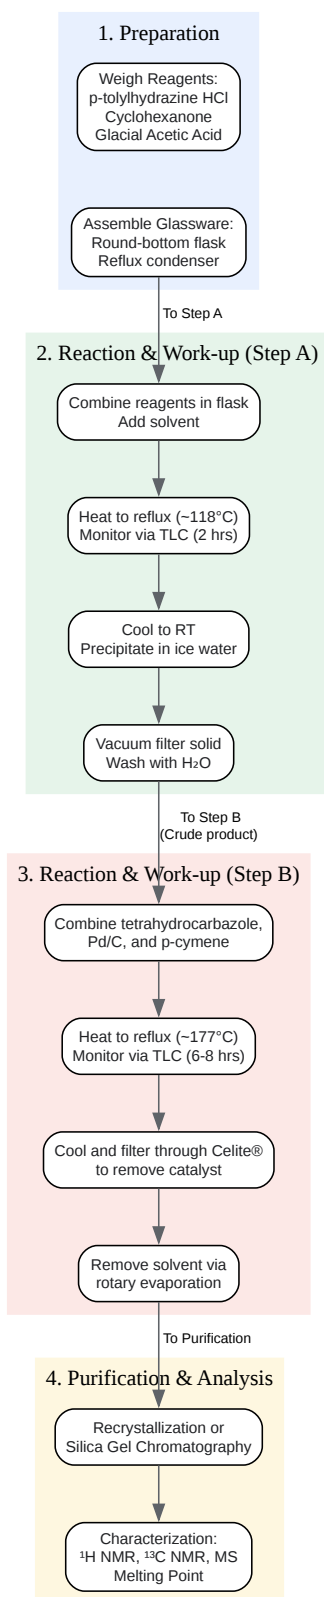 1. Preparation
Weigh Reagents:
p-tolylhydrazine HCl
Cyclohexanone
Glacial Acetic Acid
Assemble Glassware:
Round-bottom flask
Reflux condenser
To Step A
2. Reaction & Work-up (Step A)
Combine reagents in flask
Add solvent
Heat to reflux (~118°C)
Monitor via TLC (2 hrs)
Cool to RT
Precipitate in ice water
Vacuum filter solid
Wash with H₂O
To Step B
(Crude product)
3. Reaction & Work-up (Step B)
Combine tetrahydrocarbazole,
Pd/C, and p-cymene
Heat to reflux (~177°C)
Monitor via TLC (6-8 hrs)
Cool and filter through Celite®
to remove catalyst
Remove solvent via
rotary evaporation
To Purification
4. Purification & Analysis
Recrystallization or
Silica Gel Chromatography
Characterization:
¹H NMR, ¹³C NMR, MS
Melting Point